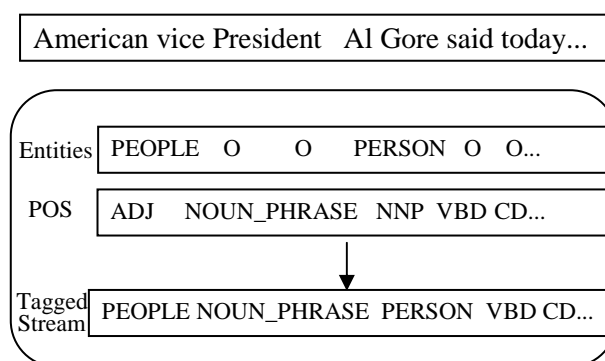 American vice President Al Gore said today...
Entities PEOPLE O O PERSON O O...
POS ADJ NOUN_PHRASE NNP VBD CD...
Tagged Stream PEOPLE NOUN_PHRASE PERSON VBD CD...